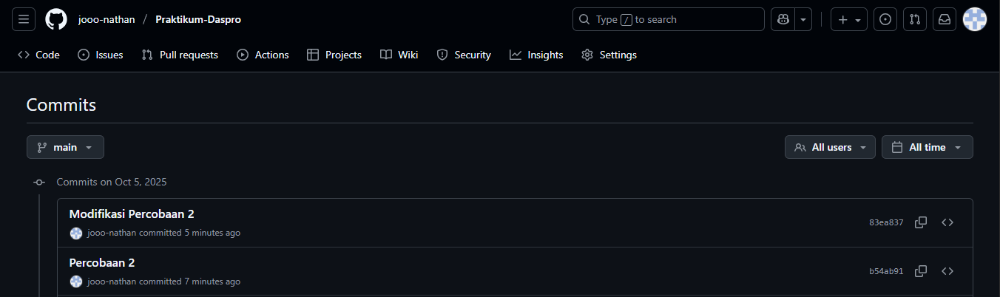 jooo-nathan / Praktikum-Daspro Type / to search
Code Issues Pull requests Actions Projects Wiki Security Insights Settings
Commits
main All users All time
Commits on Oct 5, 2025
Modifikasi Percobaan 2
83ea837
jooo-nathan committed 5 minutes ago
Percobaan 2
b54ab91
jooo-nathan committed 7 minutes ago